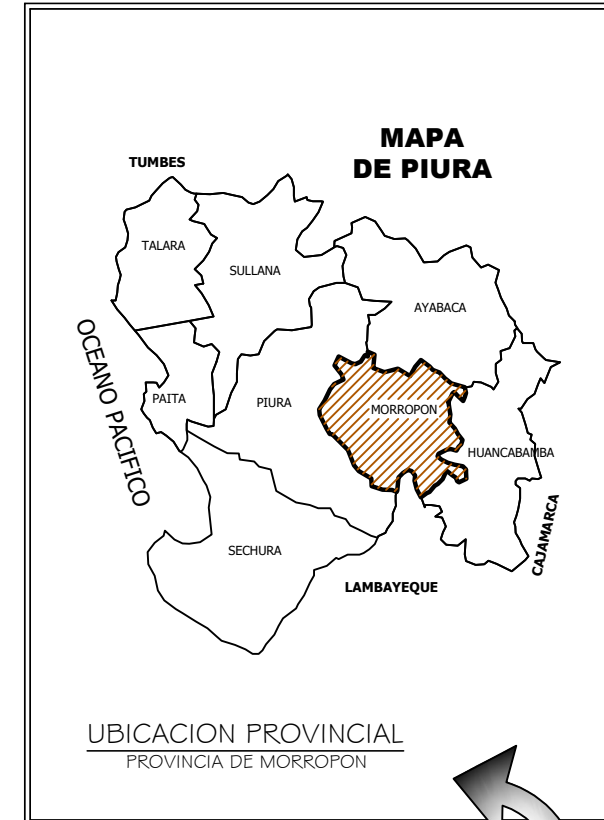 MAPA
DE PIURA
TUMBES
TALARA
SULLANA
AYABACA
OCEANO PACIFICO
PAITA
PIURA
MORROPON
HUANCABAMBA
CAJAMARCA
SECHURA
LAMBAYEQUE
UBICACION PROVINCIAL
PROVINCIA DE MORROPON